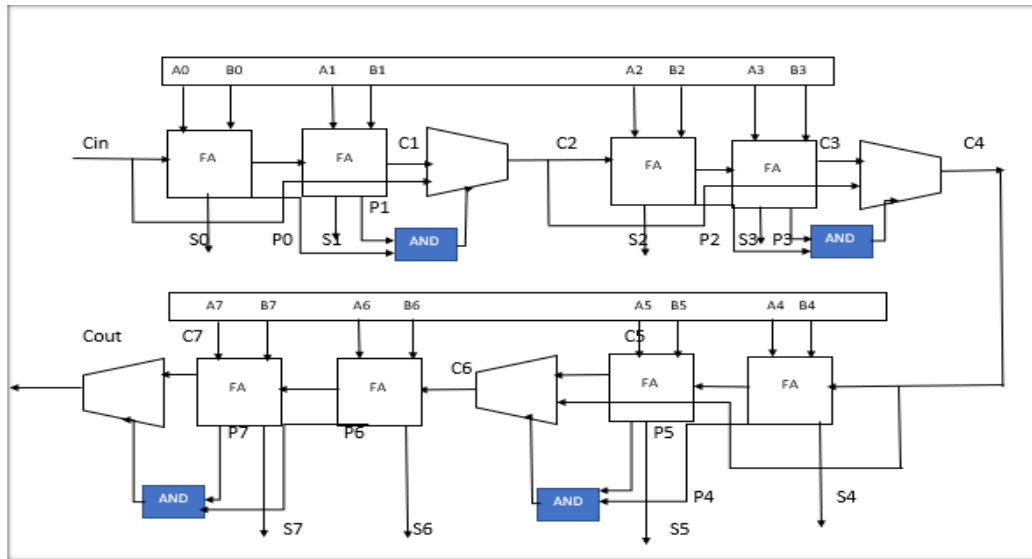 A0 B0 A1 B1 A2 B2 A3 B3
Cin FA FA C1 C2 FA FA C3 C4
S0 P0 S1 P1 AND S2 P2 S3 P3 AND
A7 B7 A6 B6 A5 B5 A4 B4
Cout C7 FA FA C6 C5 FA FA
P7 P6 P5
AND S7 S6 AND P4 S5 S4